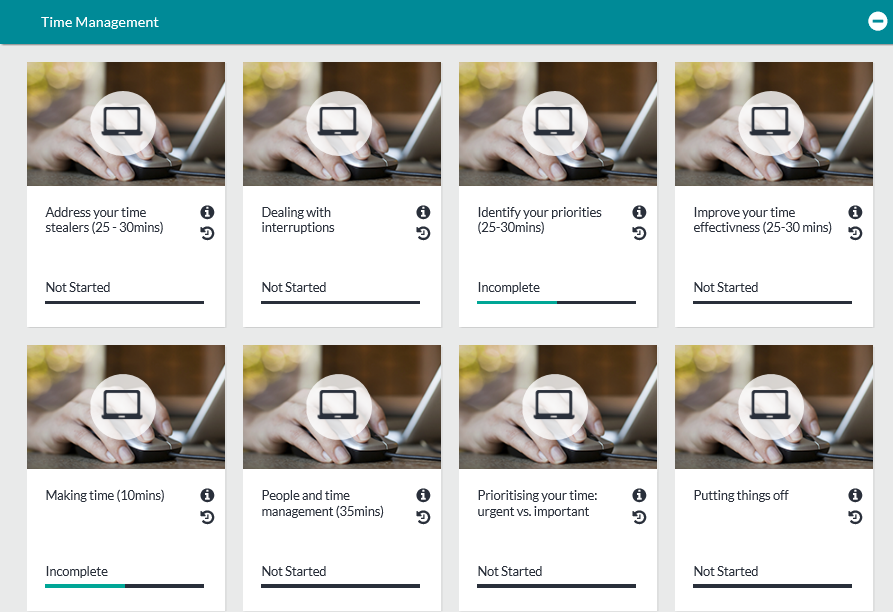 Time Management
Address your time
stealers (25 - 30mins)
Not Started
Dealing with
interruptions
Not Started
Identify your priorities
(25-30mins)
Incomplete
Improve your time
effectivness (25-30 mins)
Not Started
Making time (10mins)
Incomplete
People and time
management (35mins)
Not Started
Prioritising your time:
urgent vs. important
Not Started
Putting things off
Not Started